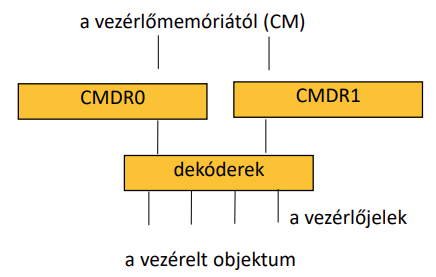 a vezérlőmemóriától (CM)
CMDR0
CMDR1
dekóderek
a vezérlőjelek
a vezérelt objektum